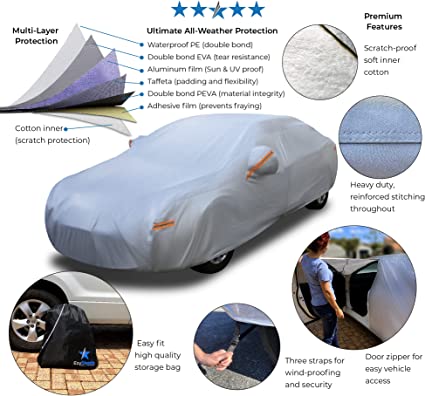 Multi-Layer
Protection
Ultimate All-Weather Protection
Waterproof PE (double bond)
Double bond EVA (tear resistance)
Aluminum film (Sun & UV proof)
Taffeta (padding and flexibility)
Double bond PEVA (material integrity)
Adhesive film (prevents fraying)
Cotton inner
(scratch protection)
Premium
Features
Scratch-proof
soft inner
cotton
Heavy duty,
reinforced stitching
throughout
Easy fit
high quality
storage bag
Three straps for
wind-proofing
and security
Door zipper for
easy vehicle
access